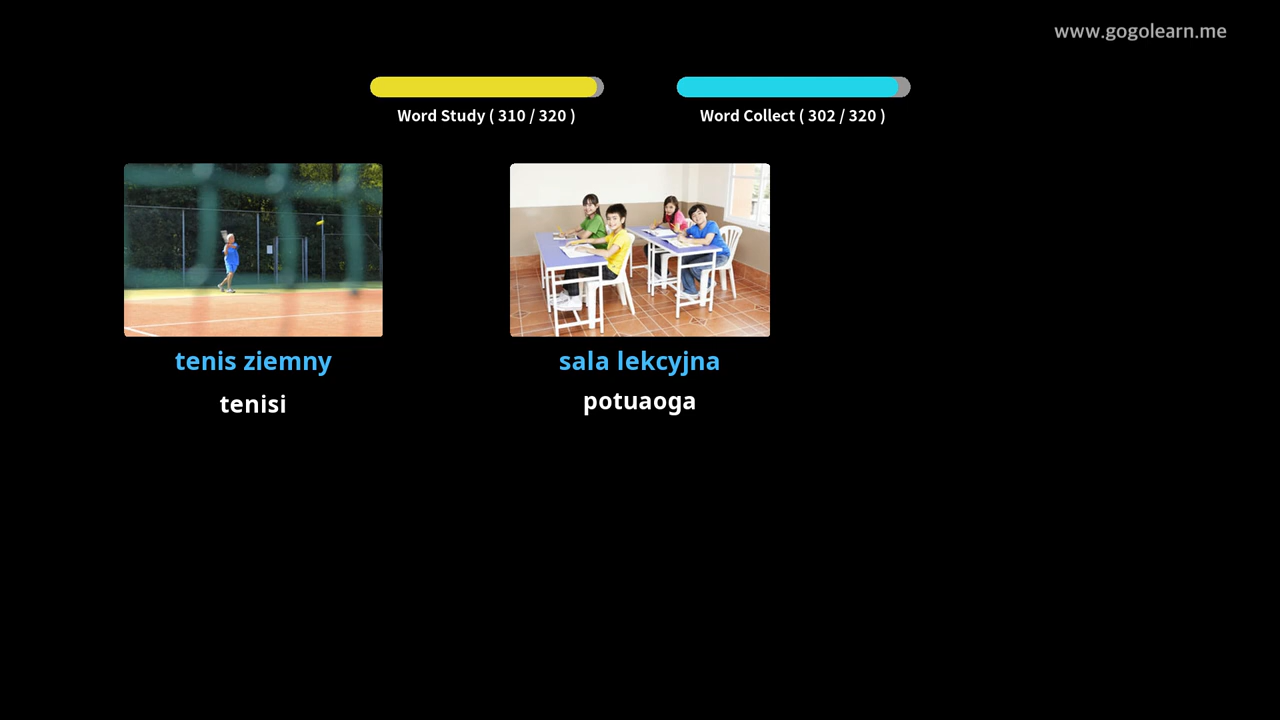 www.gogolearn.me
Word Study ( 310 / 320 )
Word Collect ( 302 / 320 )
tenis ziemny
tenisi
sala lekcyjna
potuaoga